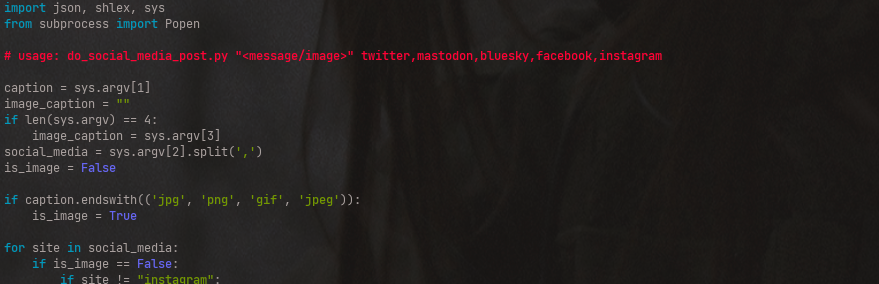 import json, shlex, sys
from subprocess import Popen
# usage: do_social_media_post.py "<message/image>" twitter,mastodon,bluesky,facebook,instagram
caption = sys.argv[1]
image_caption = ""
if len(sys.argv) == 4:
    image_caption = sys.argv[3]
social_media = sys.argv[2].split(',')
is_image = False
if caption.endswith(('jpg', 'png', 'gif', 'jpeg')):
    is_image = True
for site in social_media:
    if is_image == False:
        if site != "instagram":